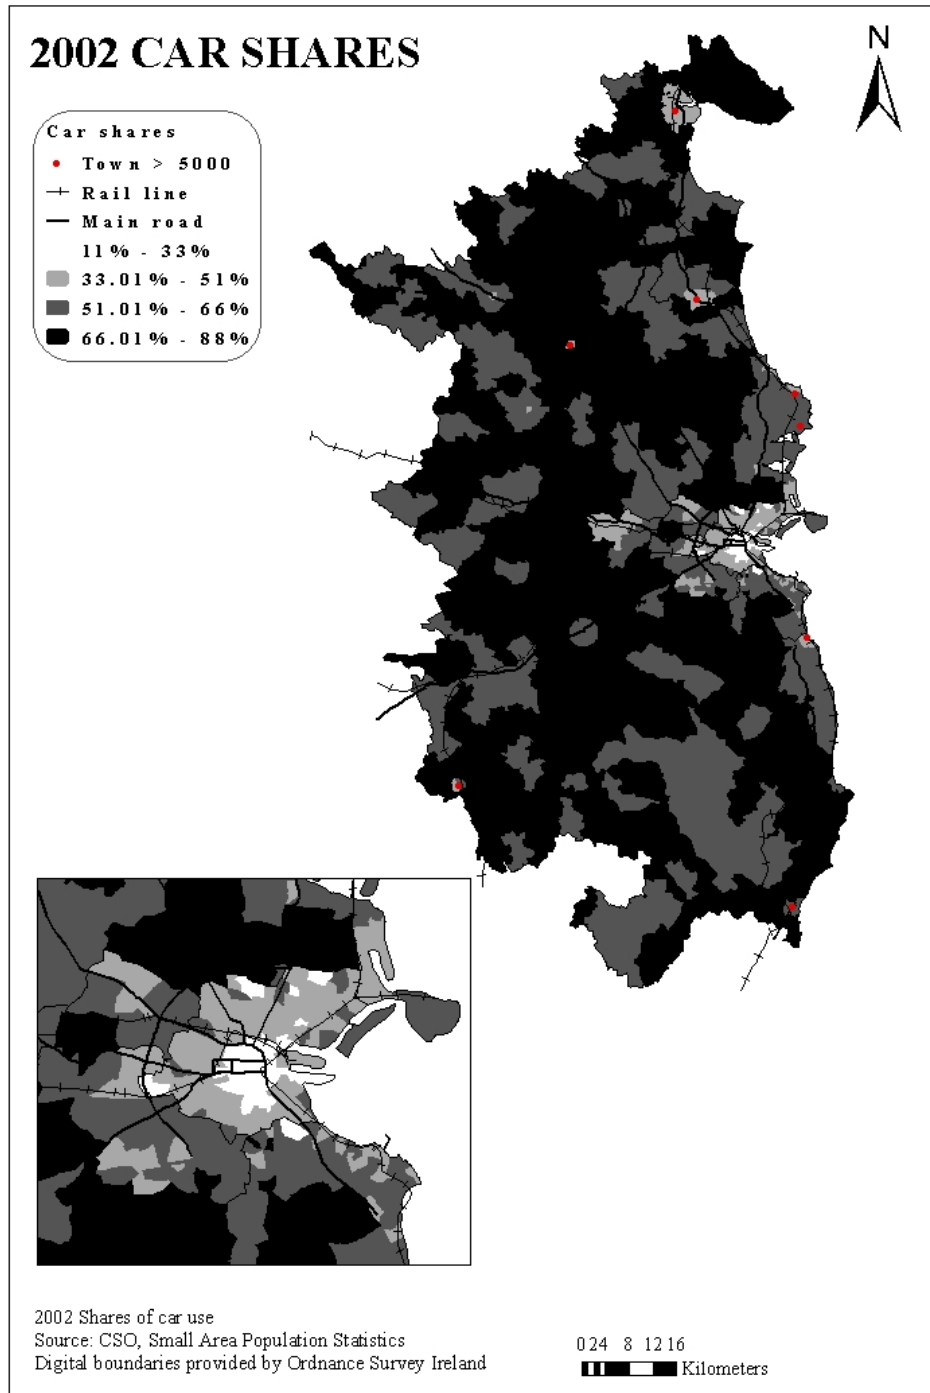 2002 CAR SHARES
N
Car shares
Town > 5000
Rail line
Main road
11% - 33%
33.01% - 51%
51.01% - 66%
66.01% - 88%
2002 Shares of car use
Source: CSO, Small Area Population Statistics
Digital boundaries provided by Ordnance Survey Ireland
0 2 4 8 12 16
Kilometers